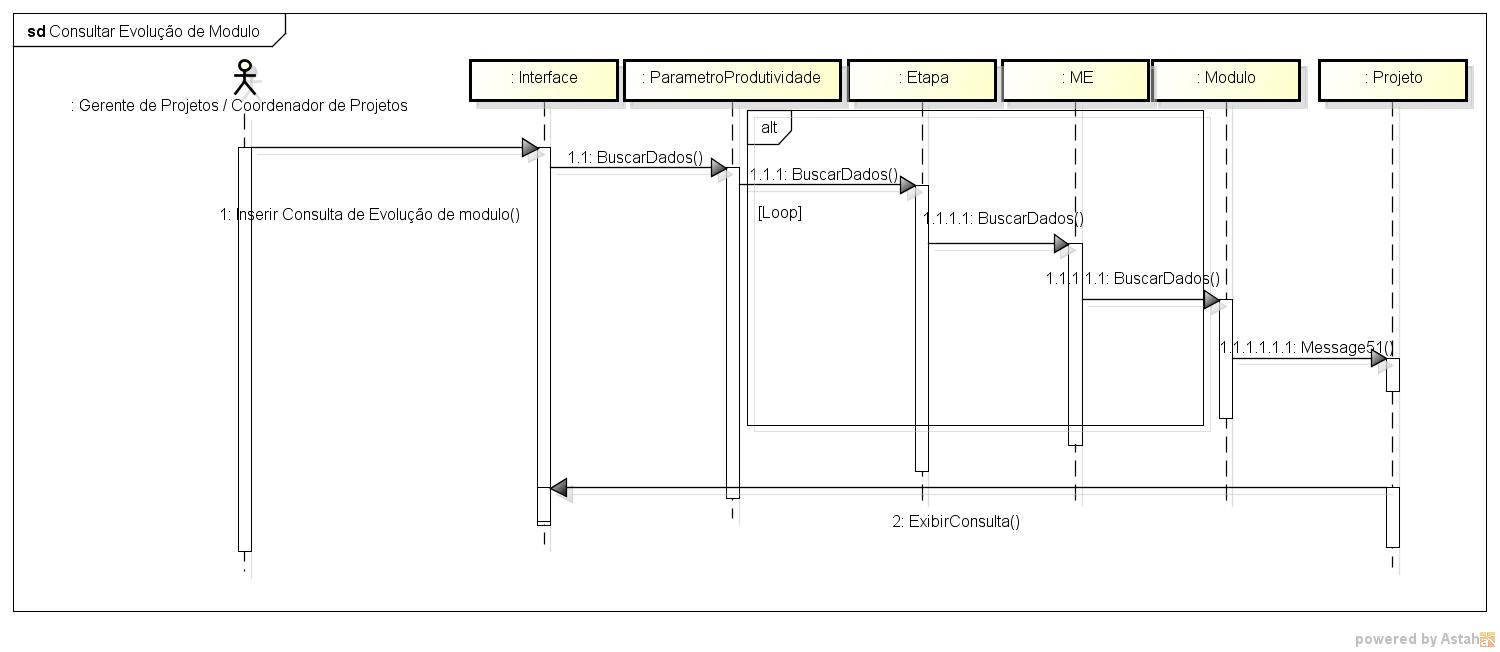 sd Consultar Evolução de Modulo
: Gerente de Projetos / Coordenador de Projetos
: Interface
: ParametroProdutividade
: Etapa
: ME
: Modulo
: Projeto
alt
1.1: BuscarDados()
1.1.1: BuscarDados()
[Loop]
1: Inserir Consulta de Evolução de modulo()
1.1.1.1: BuscarDados()
1.1.1.1.1: BuscarDados()
1.1.1.1.1.1: Message51()
2: ExibirConsulta()
powered by Astah